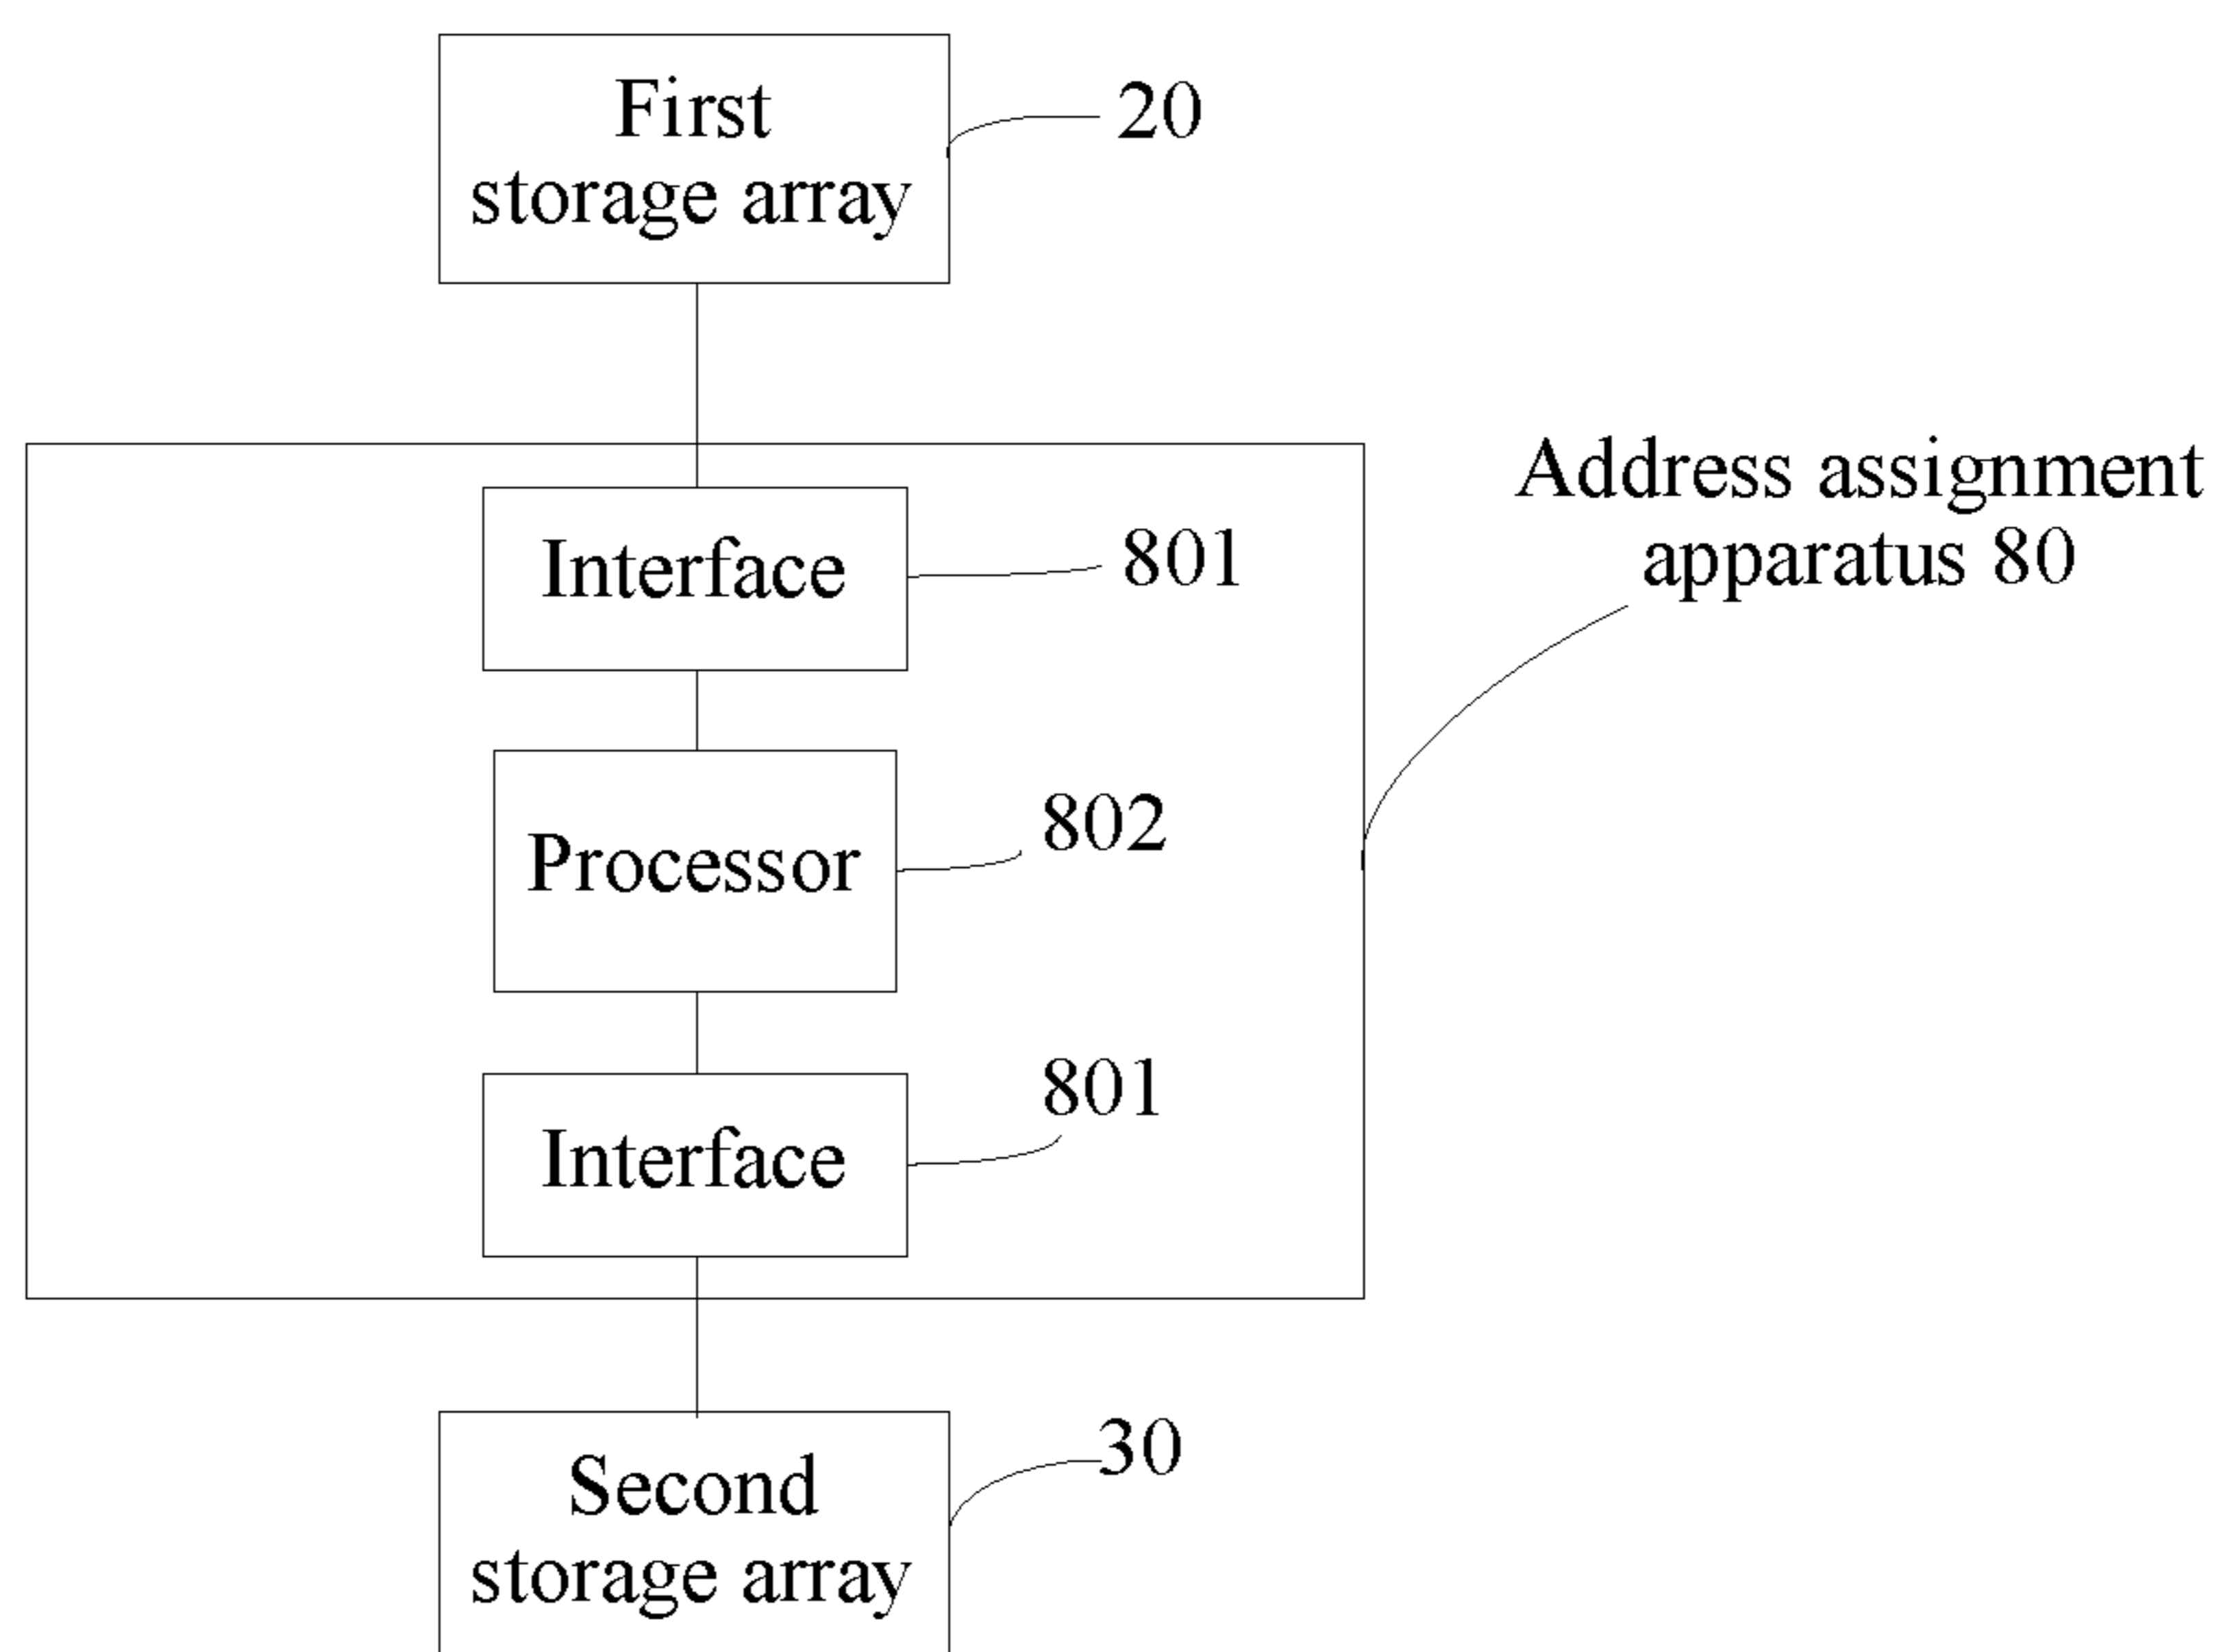 First
storage array
20
Address assignment
apparatus 80
Interface
801
Processor
802
Interface
801
Second
storage array
30